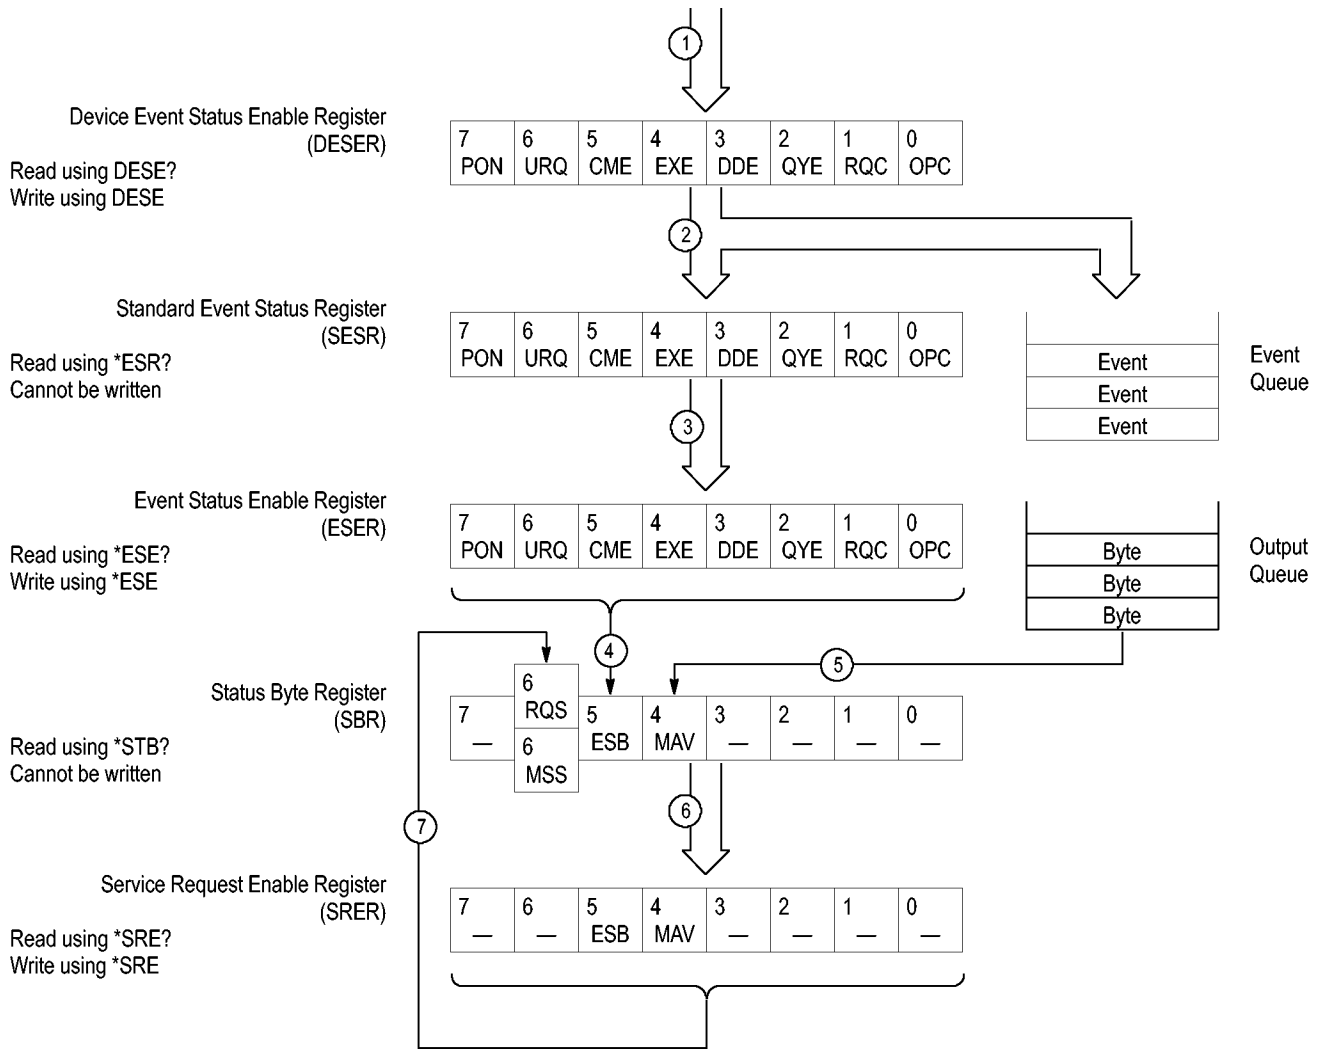 1
Device Event Status Enable Register
(DESER)
Read using DESE?
Write using DESE
7 6 5 4 3 2 1 0
PON URQ CME EXE DDE QYE RQC OPC
2
Standard Event Status Register
(SESR)
Read using *ESR?
Cannot be written
7 6 5 4 3 2 1 0
PON URQ CME EXE DDE QYE RQC OPC
Event
Event
Event
Event
Queue
3
Event Status Enable Register
(ESER)
Read using *ESE?
Write using *ESE
7 6 5 4 3 2 1 0
PON URQ CME EXE DDE QYE RQC OPC
Byte
Byte
Byte
Output
Queue
4
5
Status Byte Register
(SBR)
Read using *STB?
Cannot be written
6
RQS
7 5 4 3 2 1 0
— ESB MAV — — — —
6
MSS
6
7
Service Request Enable Register
(SRER)
Read using *SRE?
Write using *SRE
7 6 5 4 3 2 1 0
— — ESB MAV — — — —